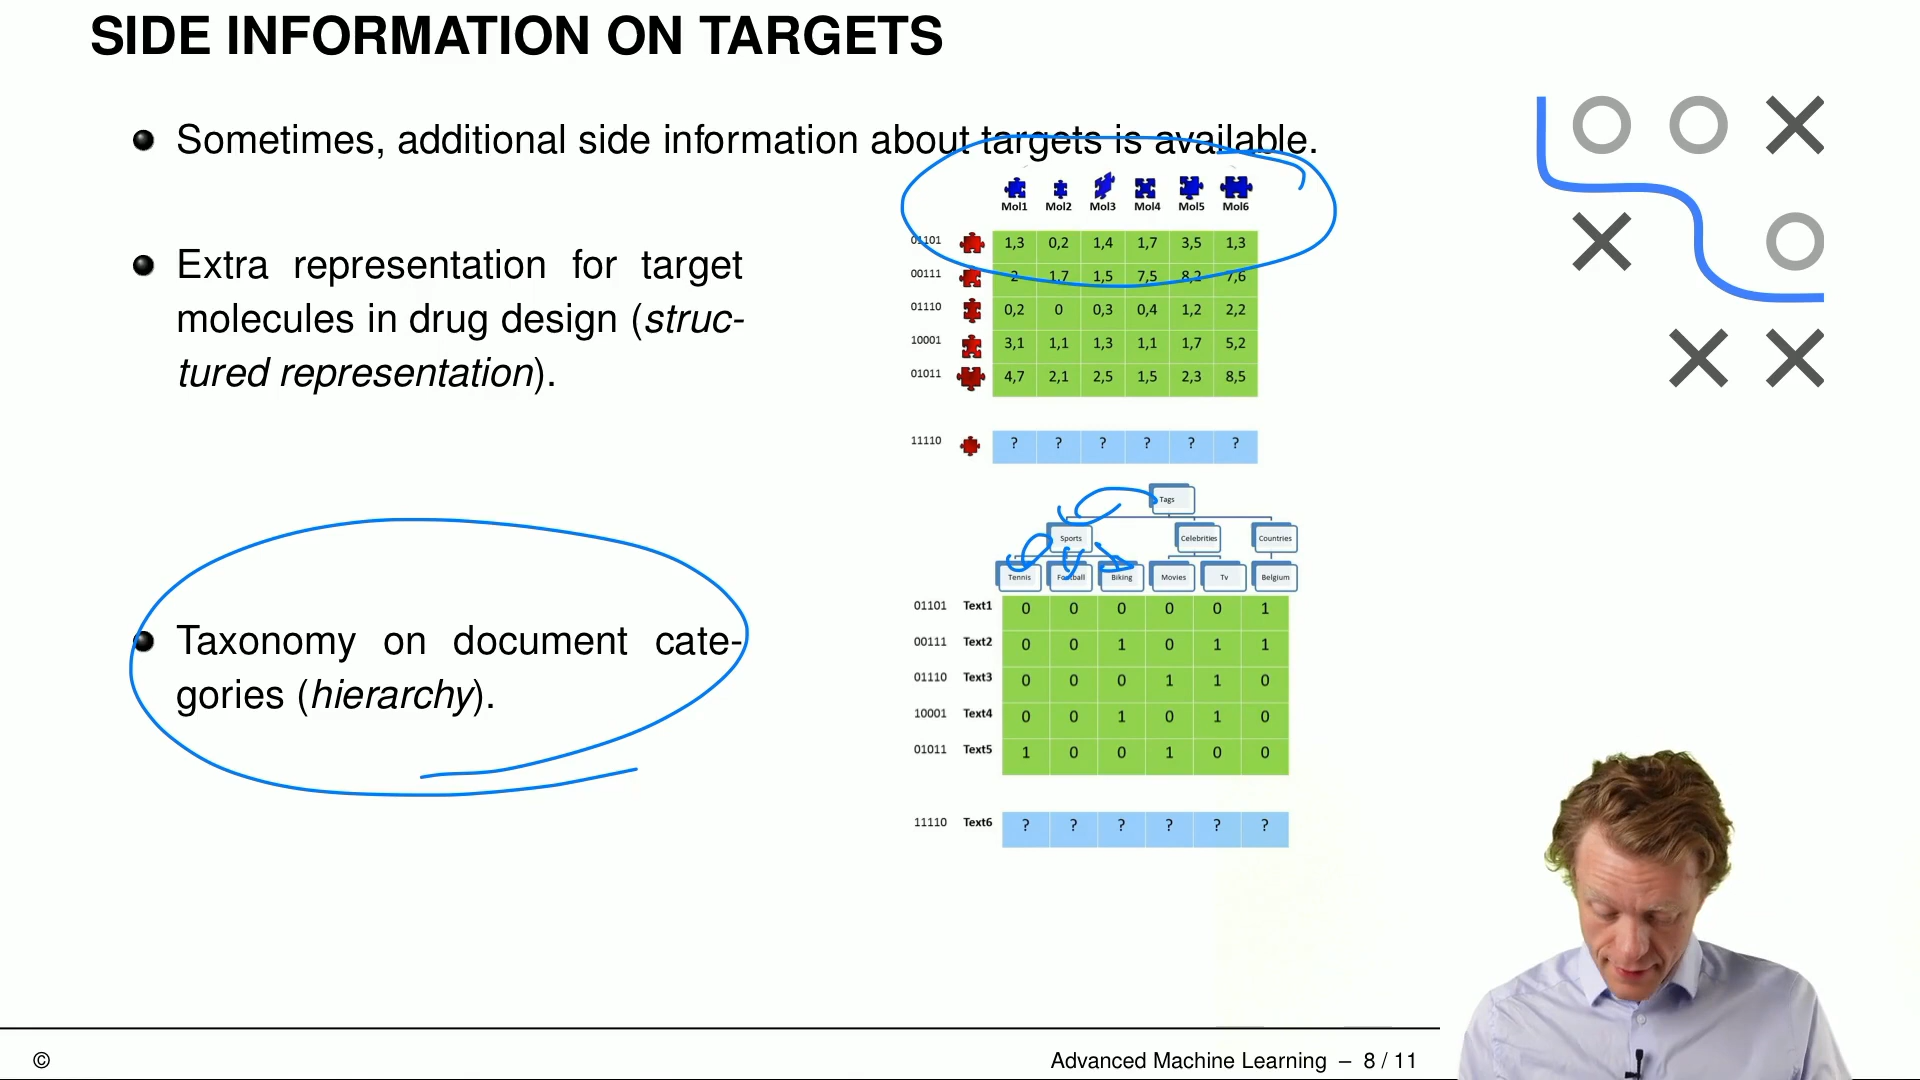 SIDE INFORMATION ON TARGETS
Sometimes, additional side information about targets is available.
Extra representation for target
molecules in drug design (struc-
tured representation).
Mol1 Mol2 Mol3 Mol4 Mol5 Mol6
01101 1,3 0,2 1,4 1,7 3,5 1,3
00111 2 1,7 1,5 7,5 8,2 7,6
01110 0,2 0 0,3 0,4 1,2 2,2
10001 3,1 1,1 1,3 1,1 1,7 5,2
01011 4,7 2,1 2,5 1,5 2,3 8,5
11110 ? ? ? ? ? ?
Taxonomy on document cate-
gories (hierarchy).
Tags
Sports Celebrities Countries
Tennis Football Biking Movies Tv Belgium
01101 Text1 0 0 0 0 0 1
00111 Text2 0 0 1 0 1 1
01110 Text3 0 0 0 1 1 0
10001 Text4 0 0 1 0 1 0
01011 Text5 1 0 0 1 0 0
11110 Text6 ? ? ? ? ? ?
©
Advanced Machine Learning – 8 / 11